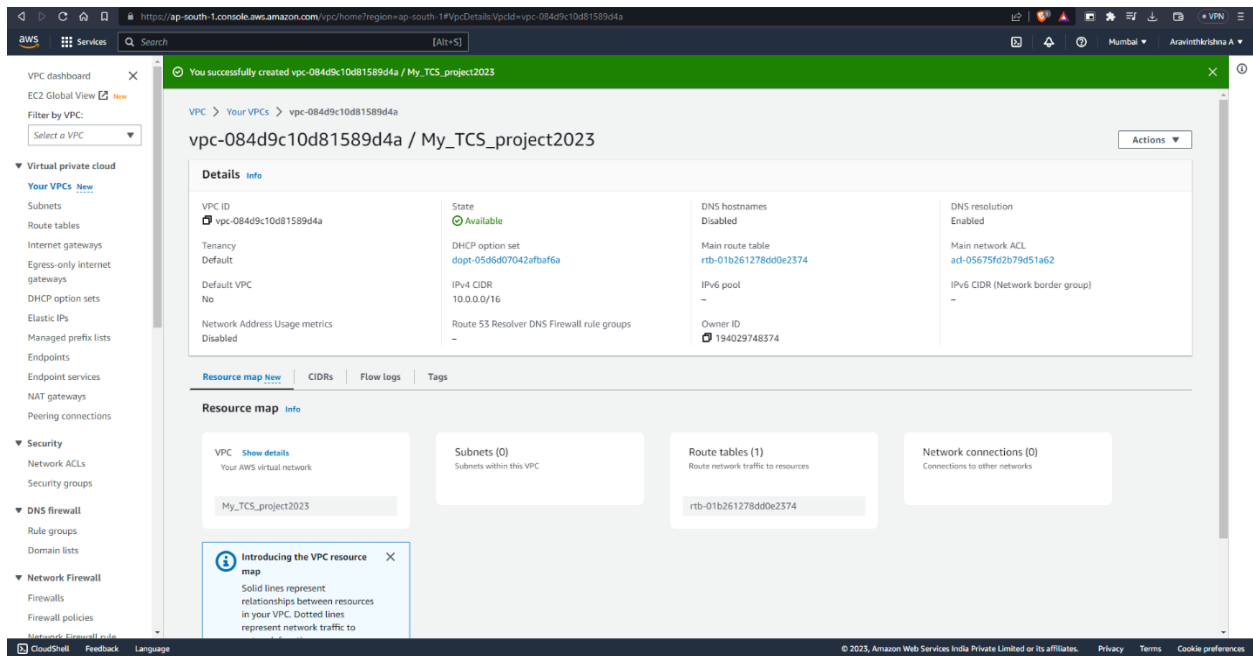 https://ap-south-1.console.aws.amazon.com/vpc/home?region=ap-south-1#VpcDetails:VpcId=vpc-084d9c10d81589d4a
VPN
aws Services Search [Alt+S] Mumbai Aravinthkrishna A
VPC dashboard
EC2 Global View New
Filter by VPC:
Select a VPC
Virtual private cloud
Your VPCs New
Subnets
Route tables
Internet gateways
Egress-only internet
gateways
DHCP option sets
Elastic IPs
Managed prefix lists
Endpoints
Endpoint services
NAT gateways
Peering connections
Security
Network ACLs
Security groups
DNS firewall
Rule groups
Domain lists
Network Firewall
Firewalls
Firewall policies
Network Firewall rule
You successfully created vpc-084d9c10d81589d4a / My_TCS_project2023
VPC > Your VPCs > vpc-084d9c10d81589d4a
vpc-084d9c10d81589d4a / My_TCS_project2023
Actions
Details Info
VPC ID
vpc-084d9c10d81589d4a
State
Available
DNS hostnames
Disabled
DNS resolution
Enabled
Tenancy
Default
DHCP option set
dopt-05d6d07042afbaf6a
Main route table
rtb-01b261278dd0e2374
Main network ACL
acl-05675fd2b79d51a62
Default VPC
No
IPv4 CIDR
10.0.0.0/16
IPv6 pool
–
IPv6 CIDR (Network border group)
–
Network Address Usage metrics
Disabled
Route 53 Resolver DNS Firewall rule groups
–
Owner ID
194029748374
Resource map New CIDRs Flow logs Tags
Resource map Info
VPC Show details
Your AWS virtual network
My_TCS_project2023
Subnets (0)
Subnets within this VPC
Route tables (1)
Route network traffic to resources
rtb-01b261278dd0e2374
Network connections (0)
Connections to other networks
Introducing the VPC resource
map
Solid lines represent
relationships between resources
in your VPC. Dotted lines
represent network traffic to
CloudShell Feedback Language
© 2023, Amazon Web Services India Private Limited or its affiliates. Privacy Terms Cookie preferences